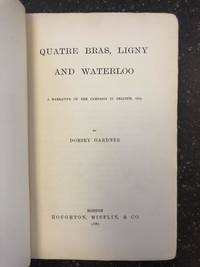 QUATRE BRAS, LIGNY
AND WATERLOO
A NARRATIVE OF THE CAMPAIGN IN BELGIUM, 1815
BY
DORSEY GARDNER
BOSTON
HOUGHTON, MIFFLIN, & CO.